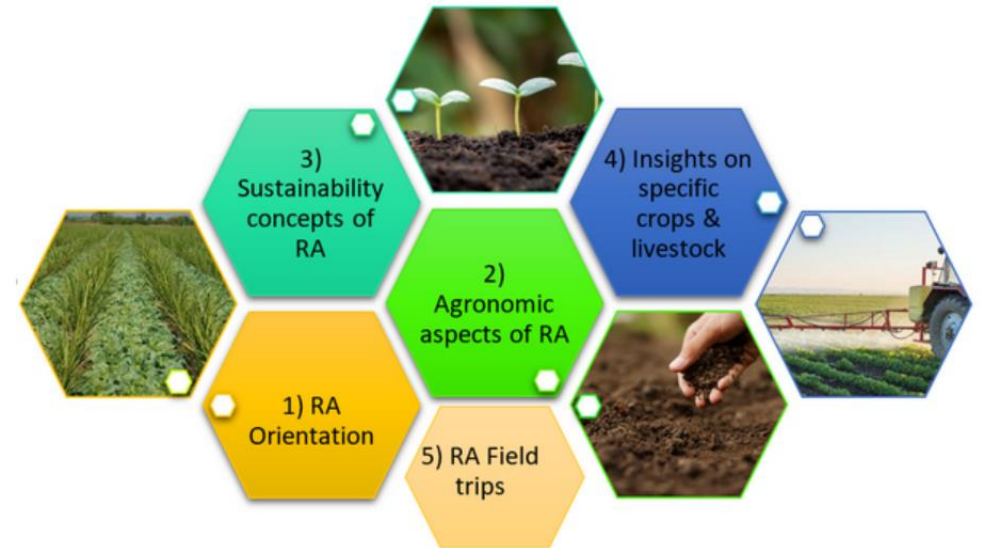 3)
Sustainability
concepts of
RA
4) Insights on
specific
crops &
livestock
2)
Agronomic
aspects of RA
1) RA
Orientation
5) RA Field
trips